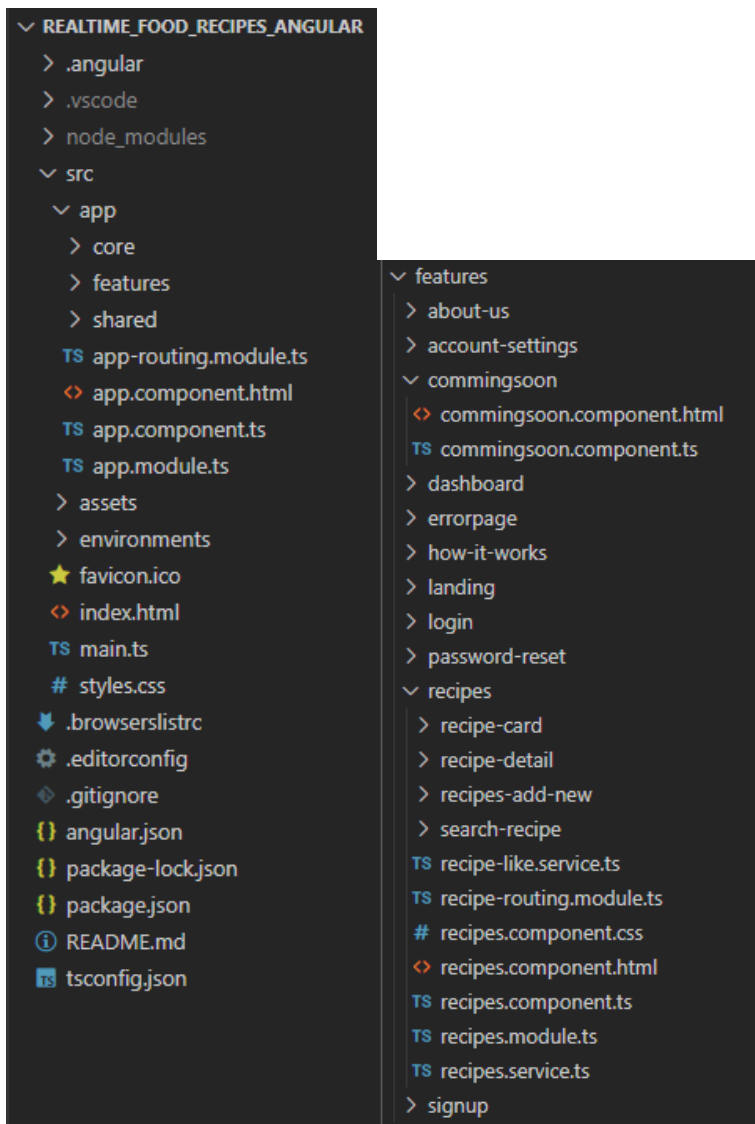 REALTIME_FOOD_RECIPES_ANGULAR
.angular
.vscode
node_modules
src
app
core
features
shared
TS app-routing.module.ts
<> app.component.html
TS app.component.ts
TS app.module.ts
assets
environments
favicon.ico
<> index.html
TS main.ts
# styles.css
.browserslistrc
.editorconfig
.gitignore
{} angular.json
{} package-lock.json
{} package.json
README.md
TS tsconfig.json
features
about-us
account-settings
commingsoon
<> commingsoon.component.html
TS commingsoon.component.ts
dashboard
errorpage
how-it-works
landing
login
password-reset
recipes
recipe-card
recipe-detail
recipes-add-new
search-recipe
TS recipe-like.service.ts
TS recipe-routing.module.ts
# recipes.component.css
<> recipes.component.html
TS recipes.component.ts
TS recipes.module.ts
TS recipes.service.ts
signup